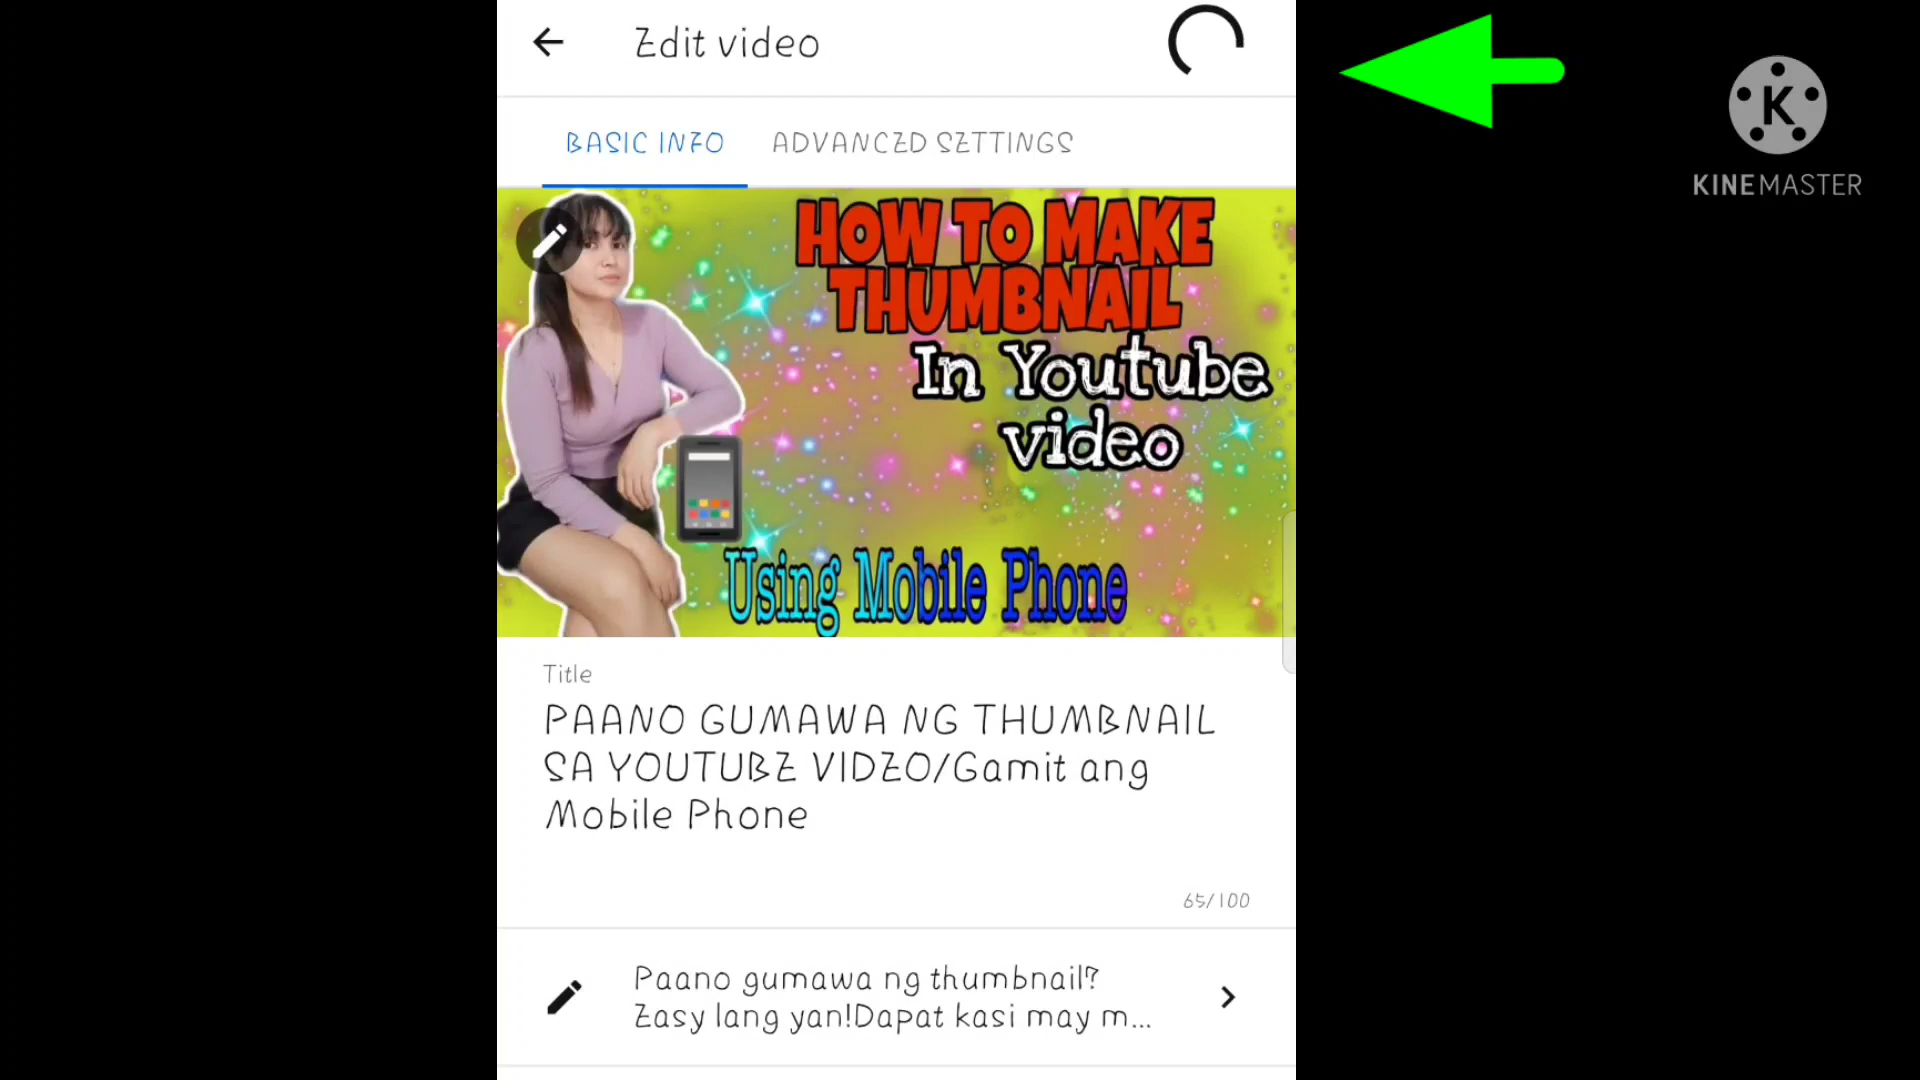 Edit video
BASIC INFO ADVANCED SETTINGS
HOW TO MAKE
THUMBNAIL
In Youtube
video
Using Mobile Phone
Title
PAANO GUMAWA NG THUMBNAIL
SA YOUTUBE VIDEO/Gamit ang
Mobile Phone
65/100
Paano gumawa ng thumbnail?
Easy lang yan!Dapat kasi may m...
K
KINEMASTER